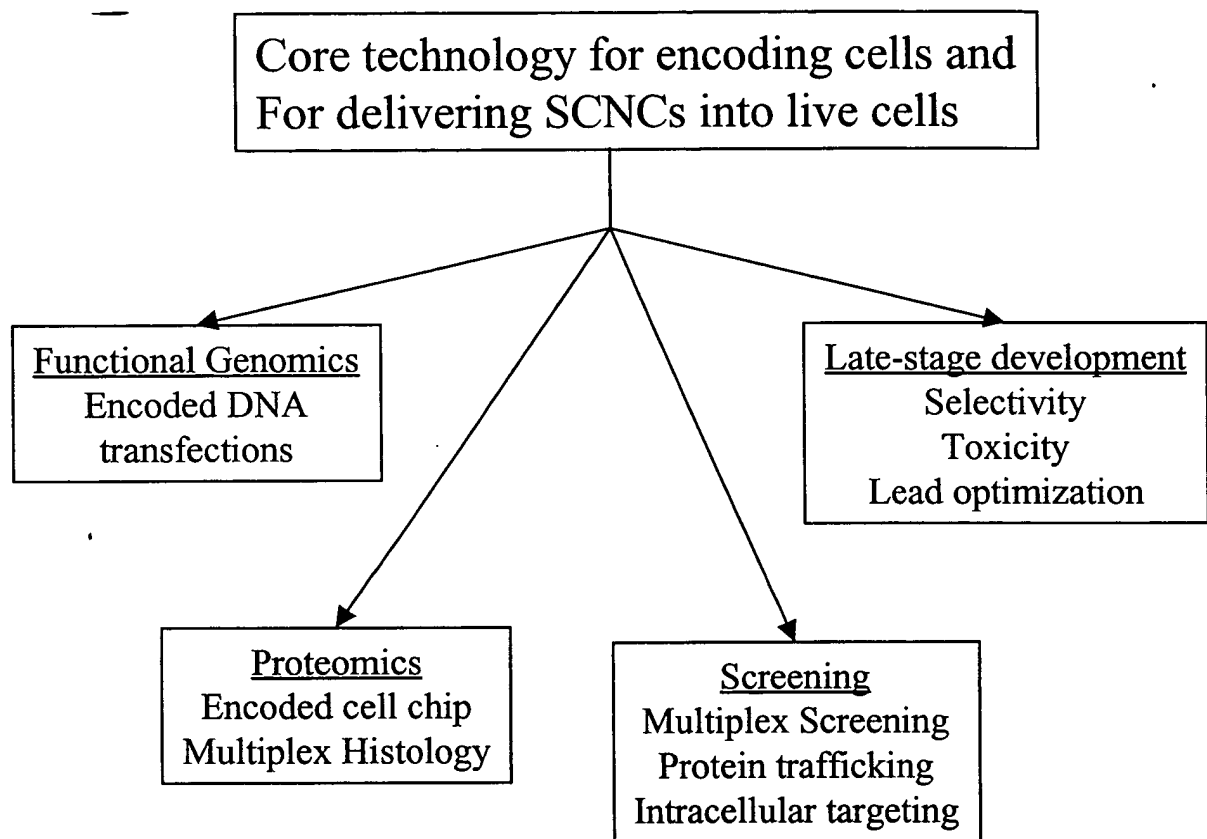 Core technology for encoding cells and
For delivering SCNCs into live cells
Functional Genomics
Encoded DNA
transfections
Late-stage development
Selectivity
Toxicity
Lead optimization
Proteomics
Encoded cell chip
Multiplex Histology
Screening
Multiplex Screening
Protein trafficking
Intracellular targeting